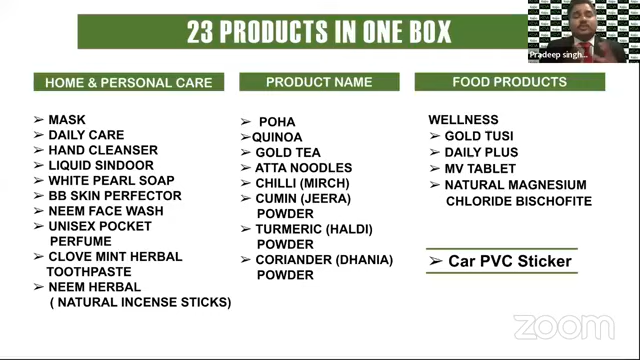 23 PRODUCTS IN ONE BOX
Pradeep singh...
HOME & PERSONAL CARE
➢ MASK
➢ DAILY CARE
➢ HAND CLEANSER
➢ LIQUID SINDOOR
➢ WHITE PEARL SOAP
➢ BB SKIN PERFECTOR
➢ NEEM FACE WASH
➢ UNISEX POCKET
PERFUME
➢ CLOVE MINT HERBAL
TOOTHPASTE
➢ NEEM HERBAL
( NATURAL INCENSE STICKS)
PRODUCT NAME
➢ POHA
➢QUINOA
➢ GOLD TEA
➢ ATTA NOODLES
➢ CHILLI (MIRCH)
➢ CUMIN (JEERA)
POWDER
➢ TURMERIC (HALDI)
POWDER
➢ CORIANDER (DHANIA)
POWDER
FOOD PRODUCTS
WELLNESS
➢ GOLD TUSI
➢ DAILY PLUS
➢ MV TABLET
➢ NATURAL MAGNESIUM
CHLORIDE BISCHOFITE
➢ Car PVC Sticker
zoom